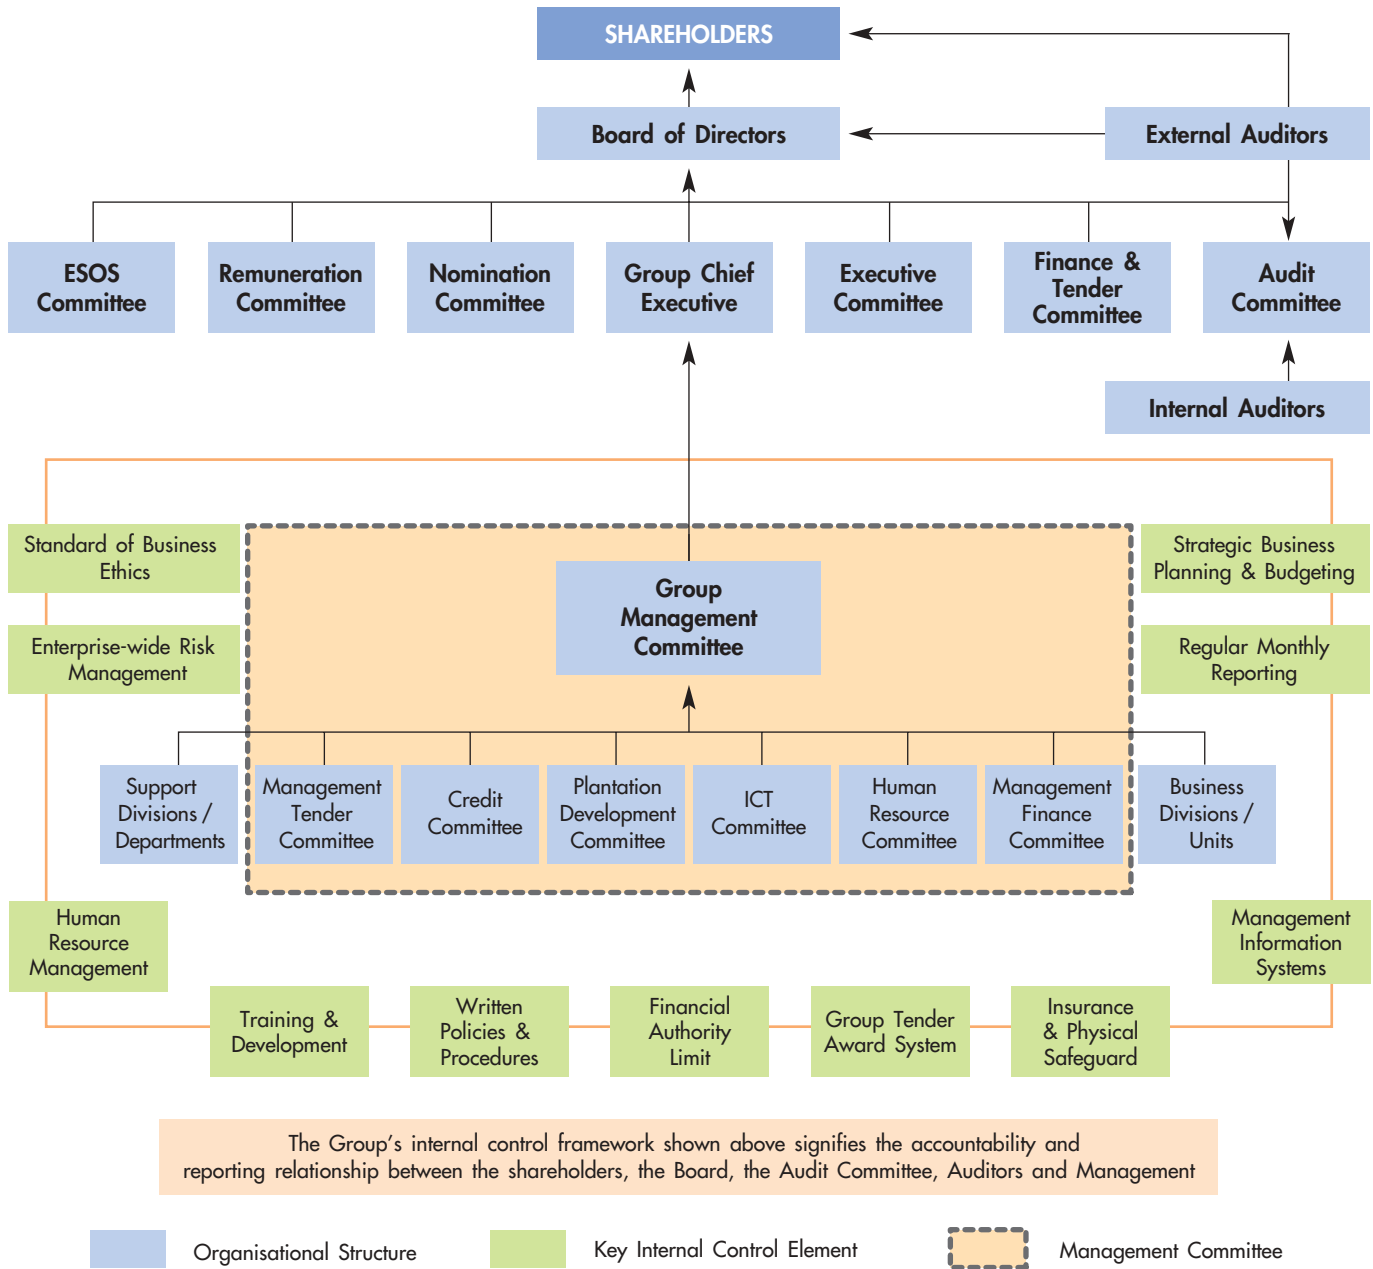 SHAREHOLDERS
Board of Directors
External Auditors
ESOS
Committee
Remuneration
Committee
Nomination
Committee
Group Chief
Executive
Executive
Committee
Finance &
Tender
Committee
Audit
Committee
Internal Auditors
Standard of Business
Ethics
Strategic Business
Planning & Budgeting
Group
Management
Committee
Enterprise-wide Risk
Management
Regular Monthly
Reporting
Support
Divisions /
Departments
Management
Tender
Committee
Credit
Committee
Plantation
Development
Committee
ICT
Committee
Human
Resource
Committee
Management
Finance
Committee
Business
Divisions /
Units
Human
Resource
Management
Management
Information
Systems
Training &
Development
Written
Policies &
Procedures
Financial
Authority
Limit
Group Tender
Award System
Insurance
& Physical
Safeguard
The Group's internal control framework shown above signifies the accountability and
reporting relationship between the shareholders, the Board, the Audit Committee, Auditors and Management
Organisational Structure
Key Internal Control Element
Management Committee